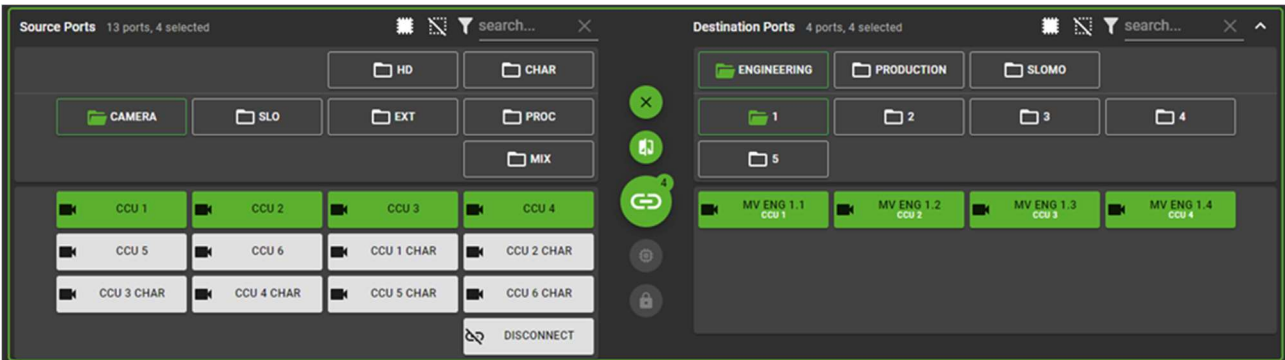 Source Ports 13 ports, 4 selected search...
HD CHAR
CAMERA SLO EXT PROC
MIX
CCU 1 CCU 2 CCU 3 CCU 4
CCU 5 CCU 6 CCU 1 CHAR CCU 2 CHAR
CCU 3 CHAR CCU 4 CHAR CCU 5 CHAR CCU 6 CHAR
DISCONNECT
4
Destination Ports 4 ports, 4 selected search...
ENGINEERING PRODUCTION SLOMO
1 2 3 4
5
MV ENG 1.1 MV ENG 1.2 MV ENG 1.3 MV ENG 1.4
CCU 1 CCU 2 CCU 3 CCU 4